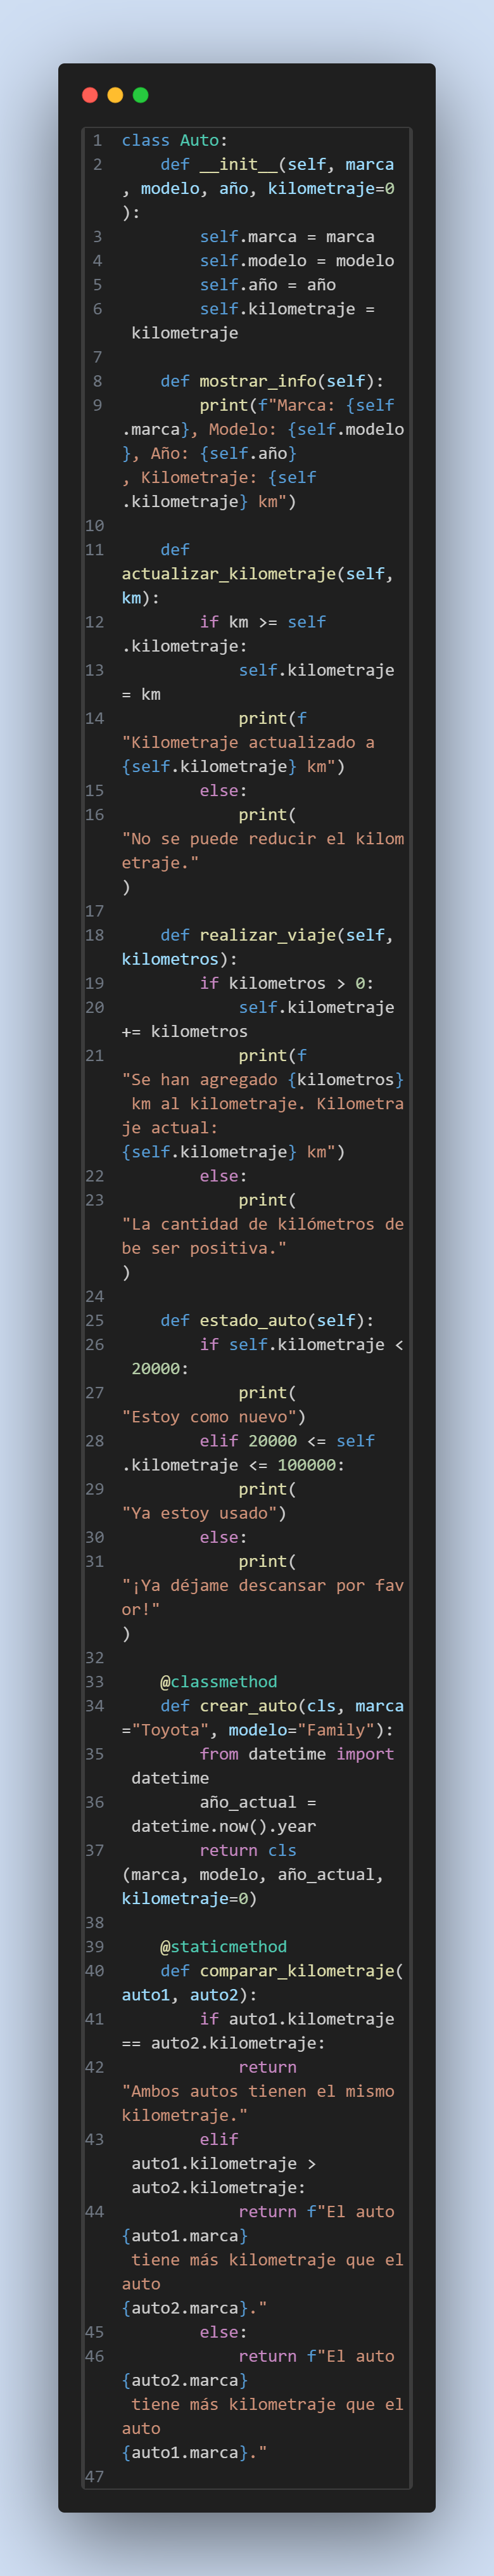 1 class Auto:
2     def __init__(self, marca
, modelo, año, kilometraje=0
):
3         self.marca = marca
4         self.modelo = modelo
5         self.año = año
6         self.kilometraje =
 kilometraje
7
8     def mostrar_info(self):
9         print(f"Marca: {self
.marca}, Modelo: {self.modelo
}, Año: {self.año}
, Kilometraje: {self
.kilometraje} km")
10
11     def
actualizar_kilometraje(self,
km):
12         if km >= self
.kilometraje:
13             self.kilometraje
= km
14             print(f
"Kilometraje actualizado a
{self.kilometraje} km")
15         else:
16             print(
"No se puede reducir el kilom
etraje."
)
17
18     def realizar_viaje(self,
kilometros):
19         if kilometros > 0:
20             self.kilometraje
+= kilometros
21             print(f
"Se han agregado {kilometros}
 km al kilometraje. Kilometra
je actual:
{self.kilometraje} km")
22         else:
23             print(
"La cantidad de kilómetros de
be ser positiva."
)
24
25     def estado_auto(self):
26         if self.kilometraje <
 20000:
27             print(
"Estoy como nuevo")
28         elif 20000 <= self
.kilometraje <= 100000:
29             print(
"Ya estoy usado")
30         else:
31             print(
"¡Ya déjame descansar por fav
or!"
)
32
33     @classmethod
34     def crear_auto(cls, marca
="Toyota", modelo="Family"):
35         from datetime import
 datetime
36         año_actual =
 datetime.now().year
37         return cls
(marca, modelo, año_actual,
kilometraje=0)
38
39     @staticmethod
40     def comparar_kilometraje(
auto1, auto2):
41         if auto1.kilometraje
== auto2.kilometraje:
42             return
"Ambos autos tienen el mismo
kilometraje."
43         elif
 auto1.kilometraje >
 auto2.kilometraje:
44             return f"El auto
{auto1.marca}
 tiene más kilometraje que el
auto
{auto2.marca}."
45         else:
46             return f"El auto
{auto2.marca}
 tiene más kilometraje que el
auto
{auto1.marca}."
47